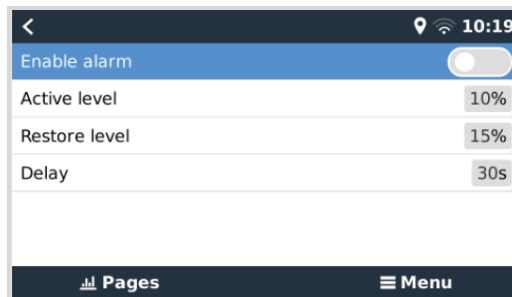 10:19
Enable alarm
Active level 10%
Restore level 15%
Delay 30s
Pages Menu